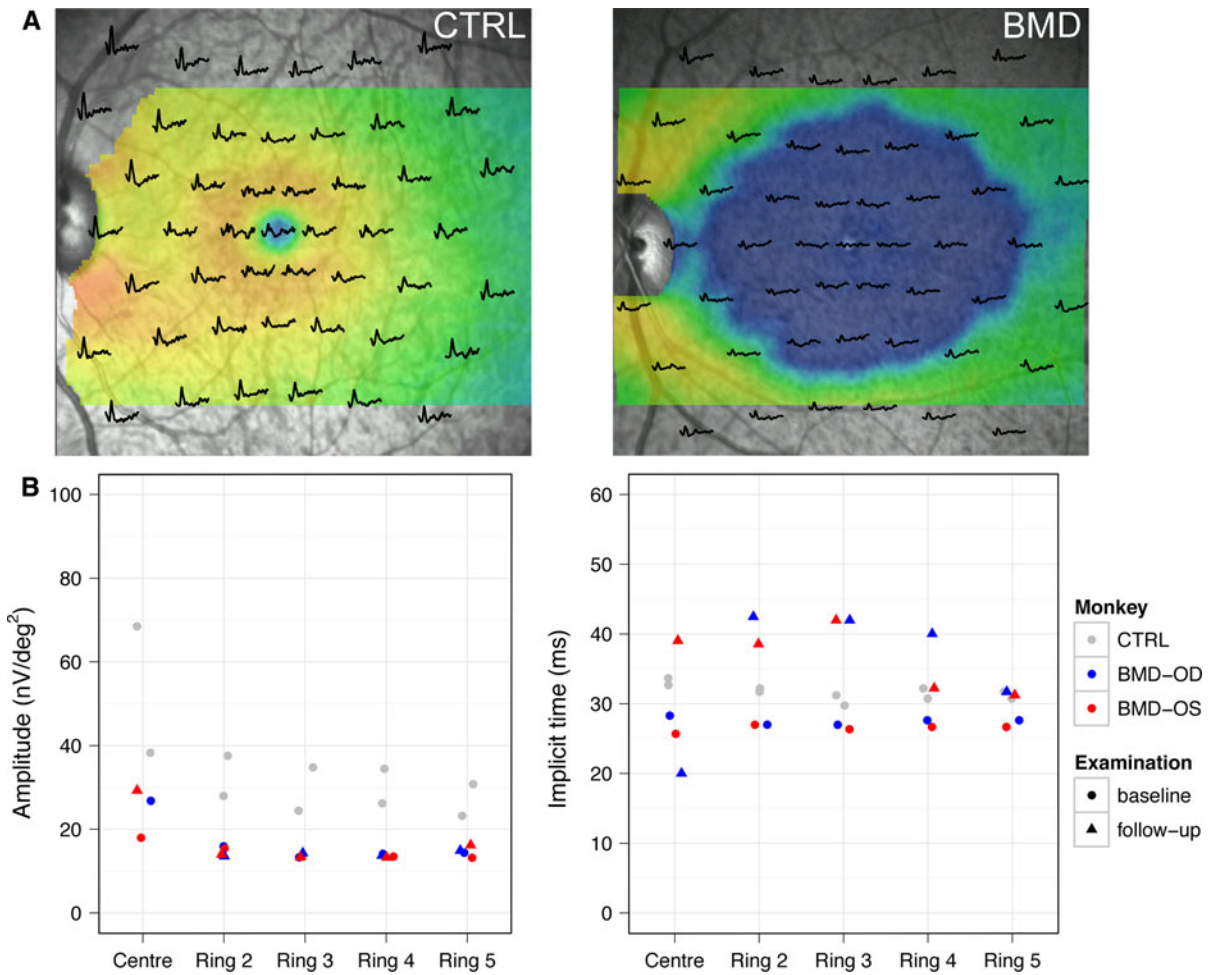 A
CTRL
BMD
B
100
80
60
40
20
0
Amplitude (nV/deg²)
Centre Ring 2 Ring 3 Ring 4 Ring 5
60
50
40
30
20
10
0
Implicit time (ms)
Centre Ring 2 Ring 3 Ring 4 Ring 5
Monkey
CTRL
BMD−OD
BMD−OS
Examination
baseline
follow−up